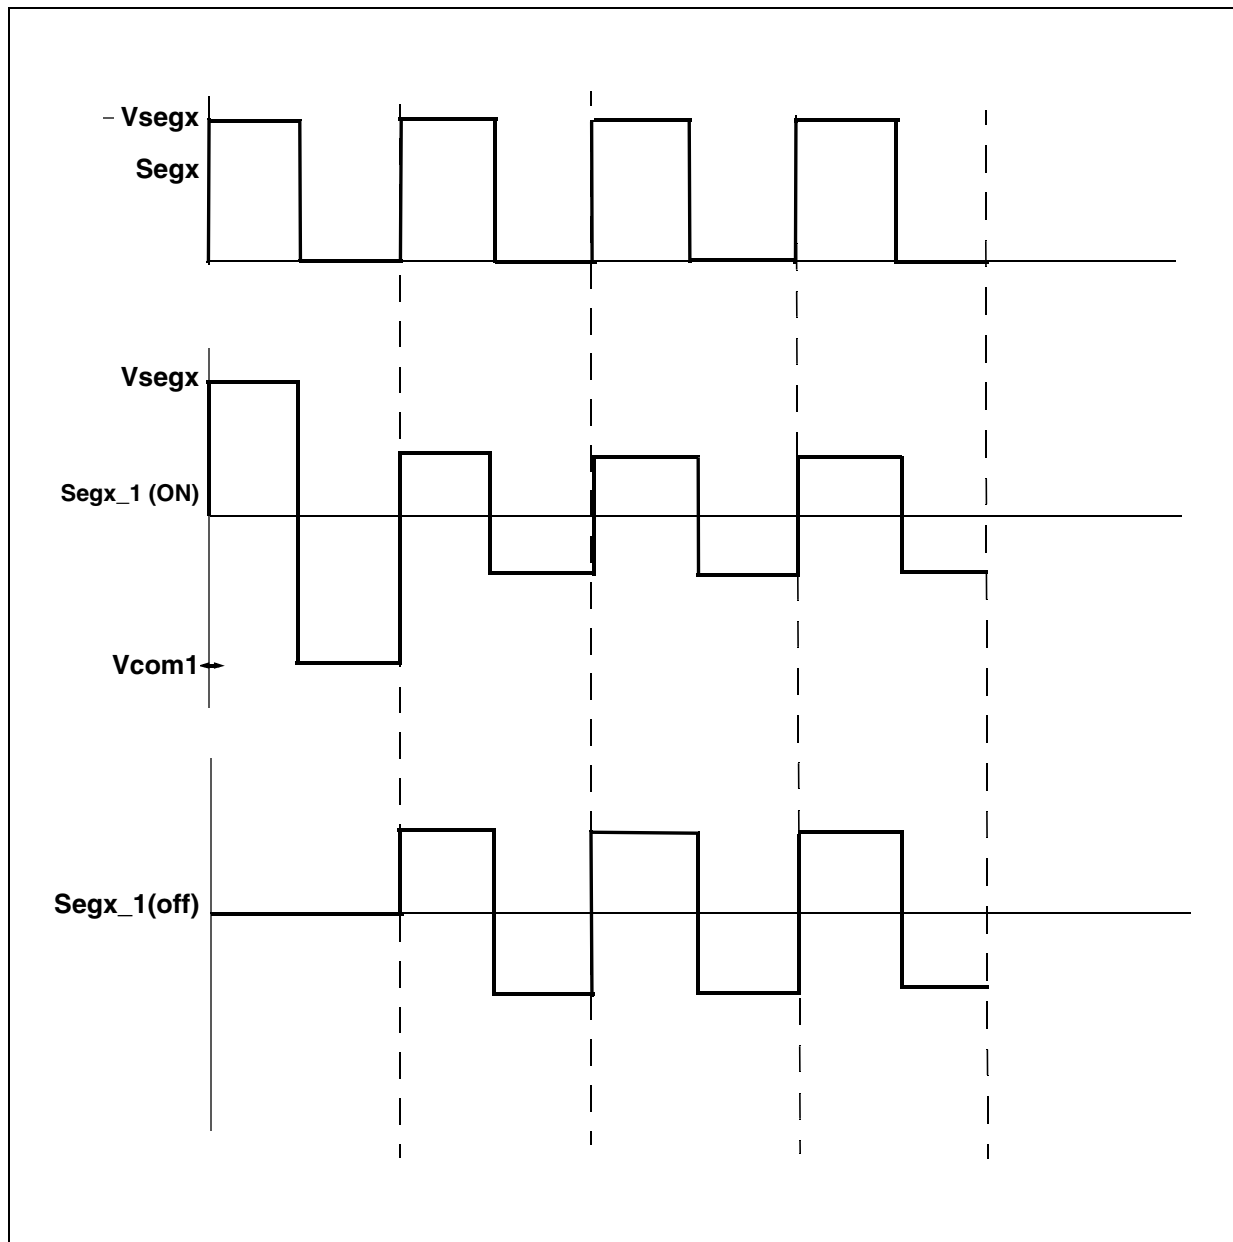 – Vsegx
Segx
Vsegx
Segx_1 (ON)
Vcom1
Segx_1(off)